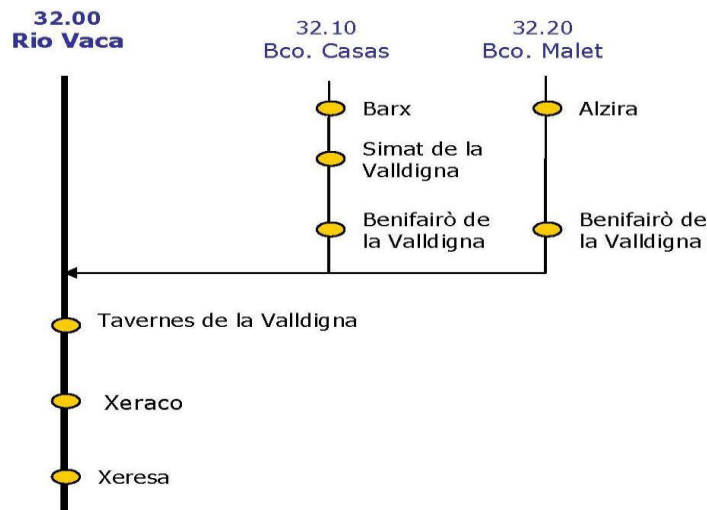 32.00
Rio Vaca
32.10
Bco. Casas
32.20
Bco. Malet
Barx
Alzira
Simat de la
Valldigna
Benifairò de
la Valldigna
Benifairò de
la Valldigna
Tavernes de la Valldigna
Xeraco
Xeresa